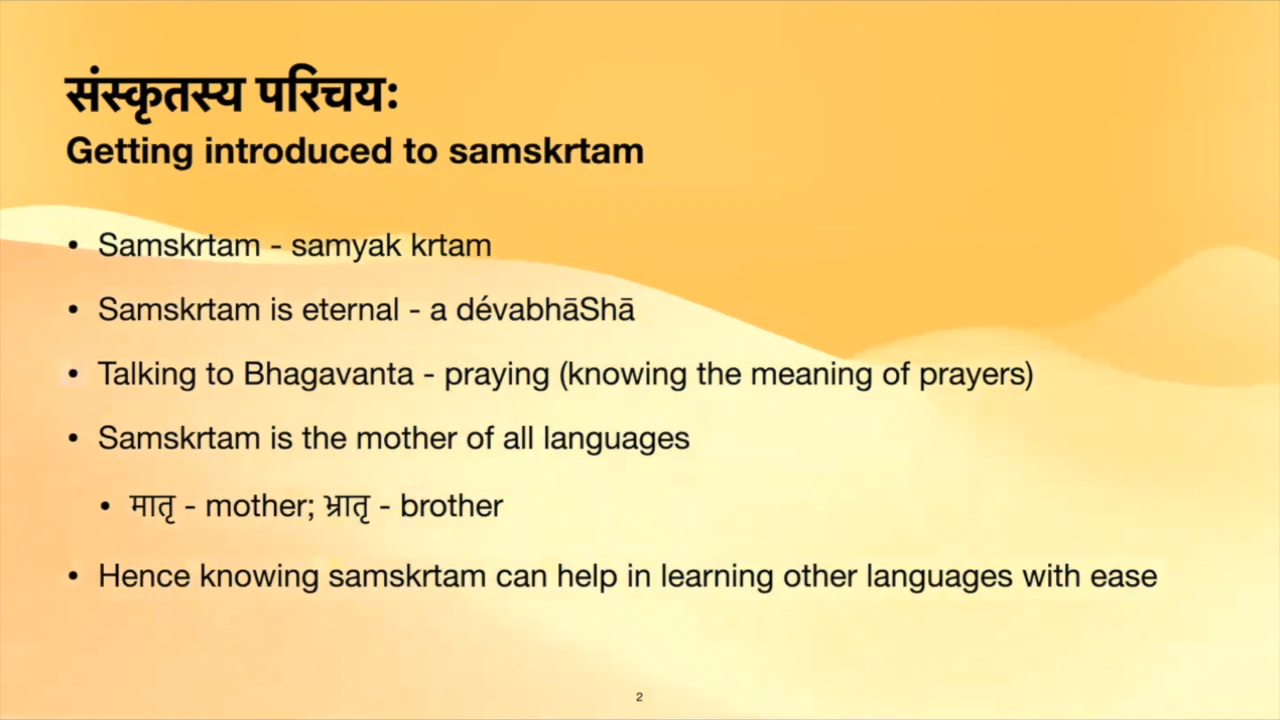 संस्कृतस्य परिचयः
Getting introduced to samskrtam
• Samskrtam - samyak krtam
• Samskrtam is eternal - a dévabhāShā
• Talking to Bhagavanta - praying (knowing the meaning of prayers)
• Samskrtam is the mother of all languages
• मातृ - mother; भ्रातृ - brother
• Hence knowing samskrtam can help in learning other languages with ease
2